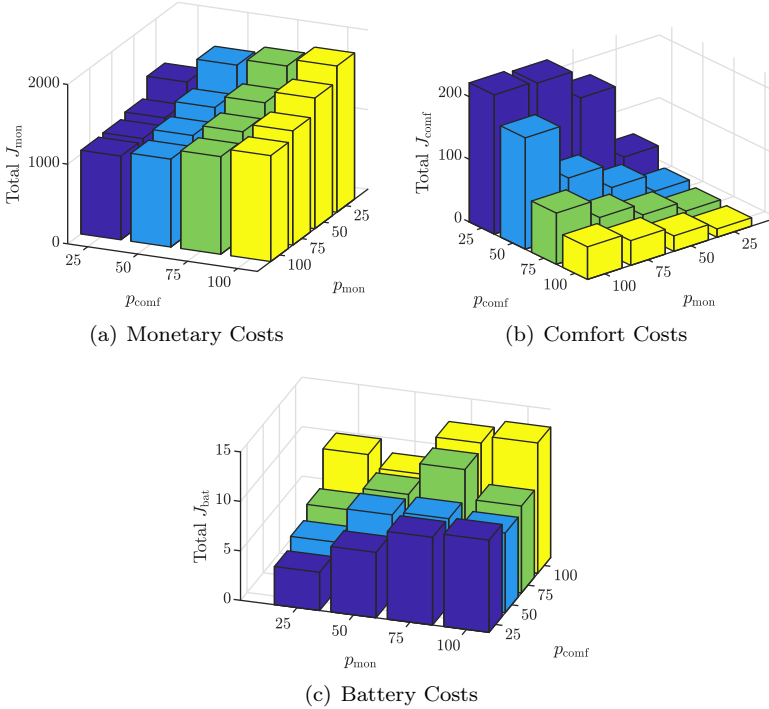 2000
1000
0
Total J_mon
25
50
75
100
p_comf
25
50
75
100
p_mon
(a) Monetary Costs
200
100
0
Total J_comf
25
50
75
100
p_comf
25
50
75
100
p_mon
(b) Comfort Costs
15
10
5
0
Total J_bat
25
50
75
100
p_mon
100
75
50
25
p_comf
(c) Battery Costs